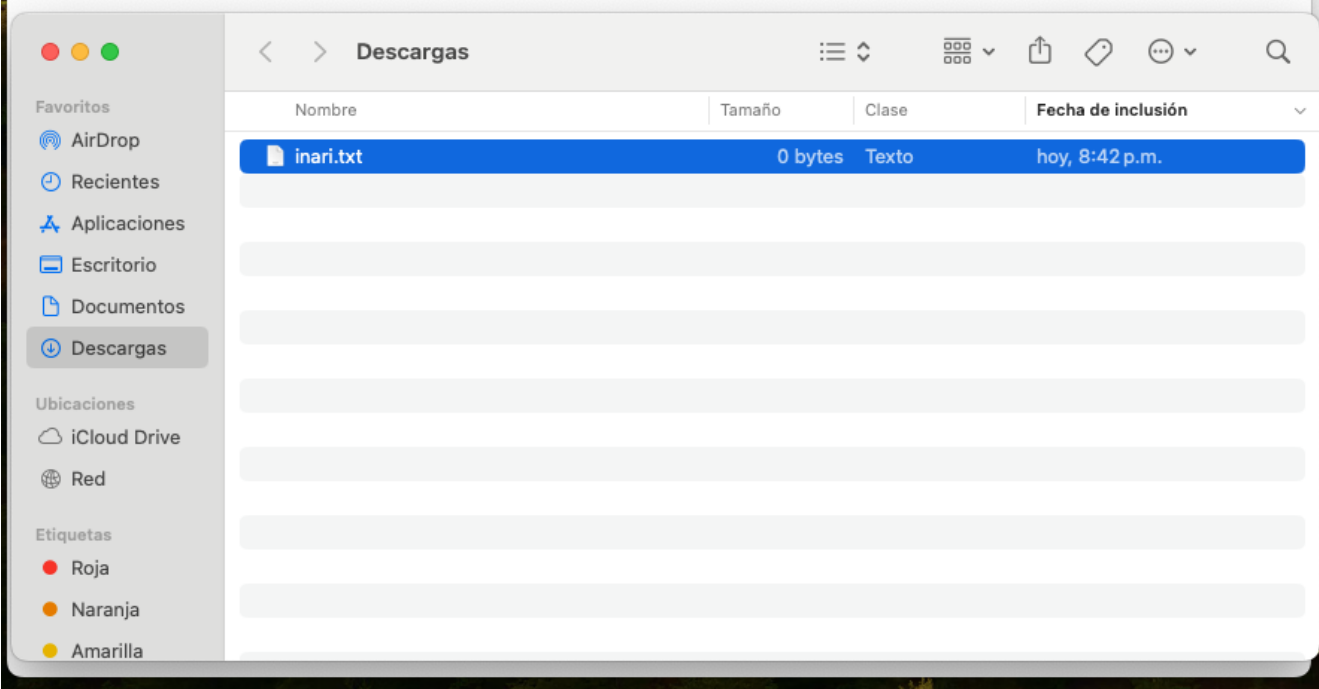 Descargas
Nombre Tamaño Clase Fecha de inclusión
inari.txt 0 bytes Texto hoy, 8:42 p.m.
Favoritos
AirDrop
Recientes
Aplicaciones
Escritorio
Documentos
Descargas
Ubicaciones
iCloud Drive
Red
Etiquetas
Roja
Naranja
Amarilla